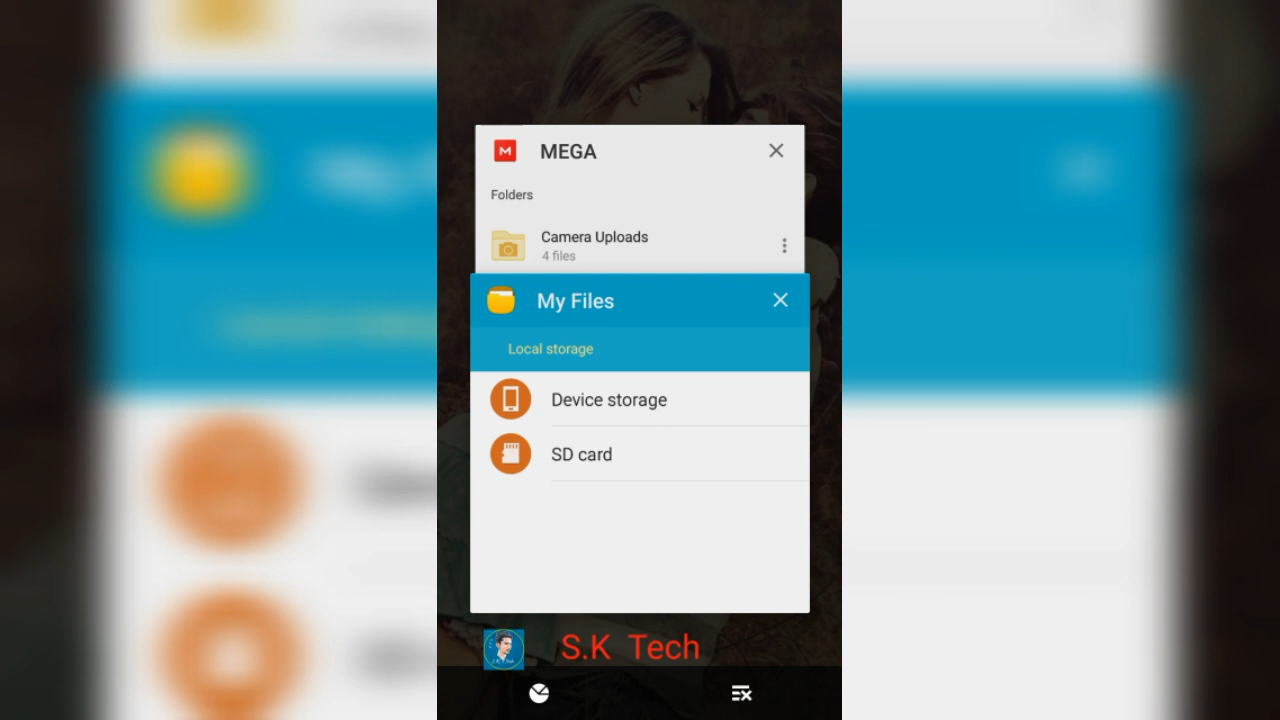 MEGA
Folders
Camera Uploads
4 files
My Files
Local storage
Device storage
SD card
S.K Tech